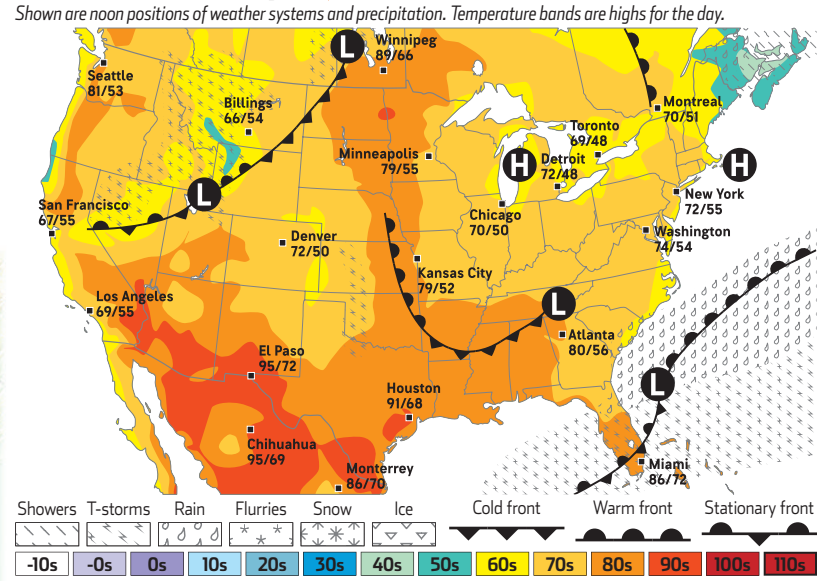 Shown are noon positions of weather systems and precipitation. Temperature bands are highs for the day.
L
Winnipeg
89/66
Seattle
81/53
Billings
66/54
Montreal
70/51
Toronto
69/48
Minneapolis
79/55
H
Detroit
72/48
H
L
New York
72/55
San Francisco
67/55
Chicago
70/50
Washington
74/54
Denver
72/50
Kansas City
79/52
Los Angeles
69/55
L
Atlanta
80/56
El Paso
95/72
Houston
91/68
L
Chihuahua
95/69
Monterrey
86/70
Miami
86/72
Showers T-storms Rain Flurries Snow Ice Cold front Warm front Stationary front
-10s -0s 0s 10s 20s 30s 40s 50s 60s 70s 80s 90s 100s 110s